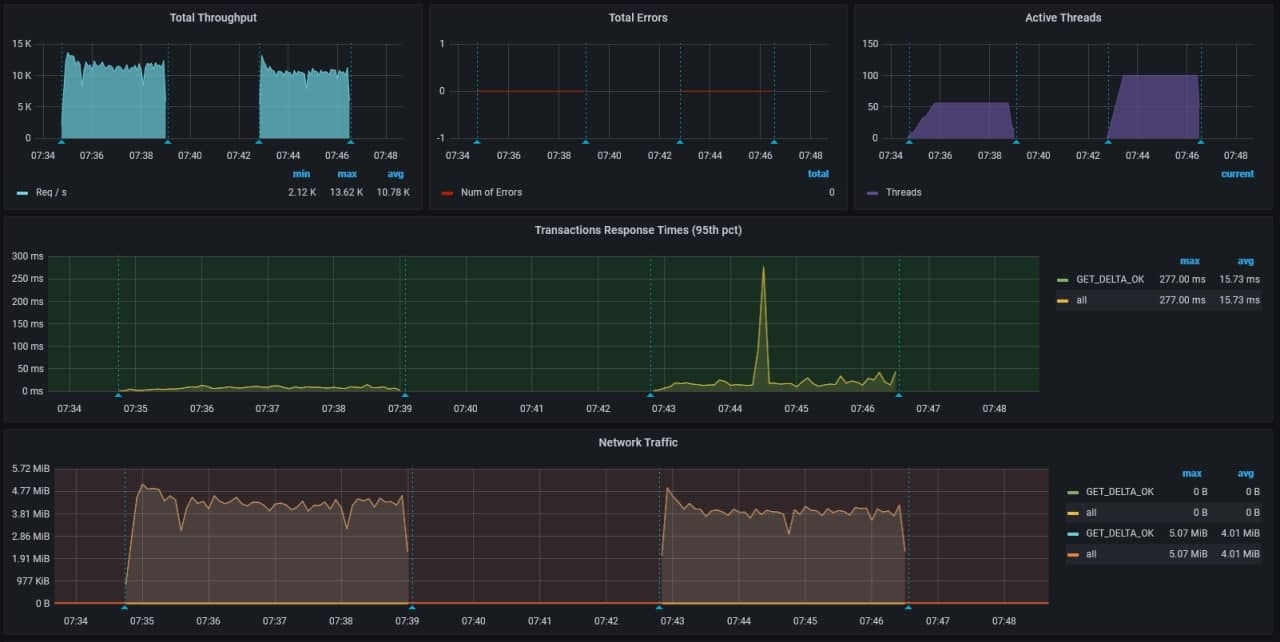 Total Throughput
15 K
10 K
5 K
0
07:34 07:36 07:38 07:40 07:42 07:44 07:46 07:48
min max avg
Req / s 2.12 K 13.62 K 10.78 K
Total Errors
1
0
-1
07:34 07:36 07:38 07:40 07:42 07:44 07:46 07:48
total
Num of Errors 0
Active Threads
150
100
50
0
07:34 07:36 07:38 07:40 07:42 07:44 07:46 07:48
current
Threads
Transactions Response Times (95th pct)
300 ms
250 ms
200 ms
150 ms
100 ms
50 ms
0 ms
07:34 07:35 07:36 07:37 07:38 07:39 07:40 07:41 07:42 07:43 07:44 07:45 07:46 07:47 07:48
max avg
GET_DELTA_OK 277.00 ms 15.73 ms
all 277.00 ms 15.73 ms
Network Traffic
5.72 MiB
4.77 MiB
3.81 MiB
2.86 MiB
1.91 MiB
977 KiB
0 B
07:34 07:35 07:36 07:37 07:38 07:39 07:40 07:41 07:42 07:43 07:44 07:45 07:46 07:47 07:48
max avg
GET_DELTA_OK 0 B 0 B
all 0 B 0 B
GET_DELTA_OK 5.07 MiB 4.01 MiB
all 5.07 MiB 4.01 MiB